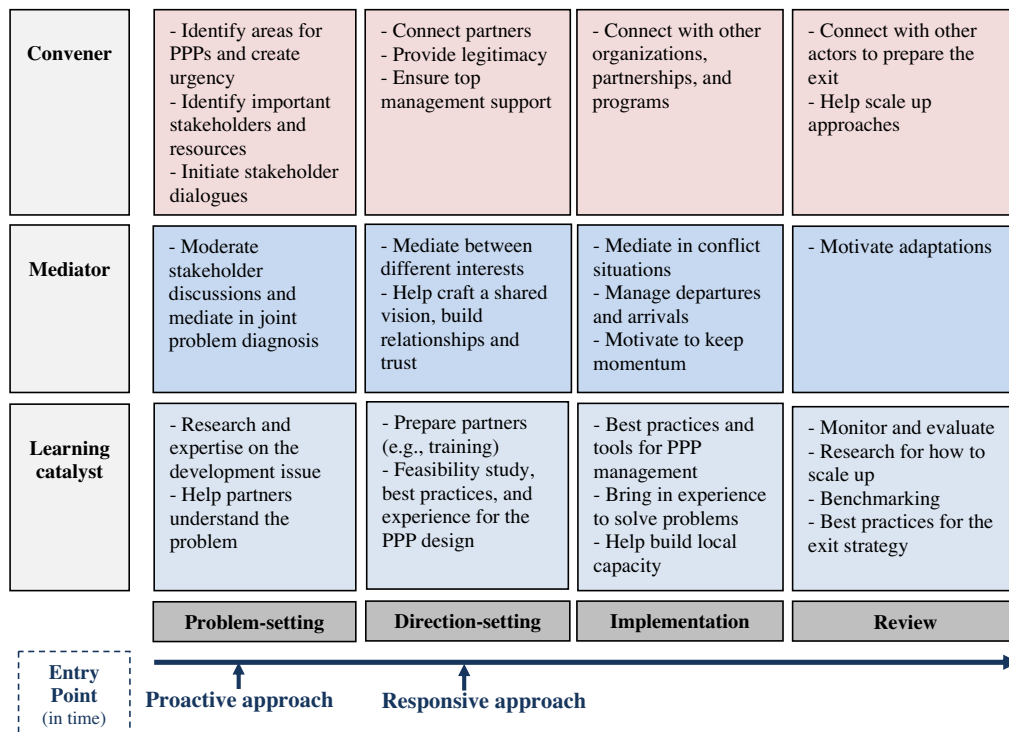 Convener
- Identify areas for
PPPs and create
urgency
- Identify important
stakeholders and
resources
- Initiate stakeholder
dialogues
- Connect partners
- Provide legitimacy
- Ensure top
management support
- Connect with other
organizations,
partnerships, and
programs
- Connect with other
actors to prepare the
exit
- Help scale up
approaches
Mediator
- Moderate
stakeholder
discussions and
mediate in joint
problem diagnosis
- Mediate between
different interests
- Help craft a shared
vision, build
relationships and
trust
- Mediate in conflict
situations
- Manage departures
and arrivals
- Motivate to keep
momentum
- Motivate adaptations
Learning
catalyst
- Research and
expertise on the
development issue
- Help partners
understand the
problem
- Prepare partners
(e.g., training)
- Feasibility study,
best practices, and
experience for the
PPP design
- Best practices and
tools for PPP
management
- Bring in experience
to solve problems
- Help build local
capacity
- Monitor and evaluate
- Research for how to
scale up
- Benchmarking
- Best practices for the
exit strategy
Problem-setting
Direction-setting
Implementation
Review
Entry
Point
(in time)
Proactive approach
Responsive approach